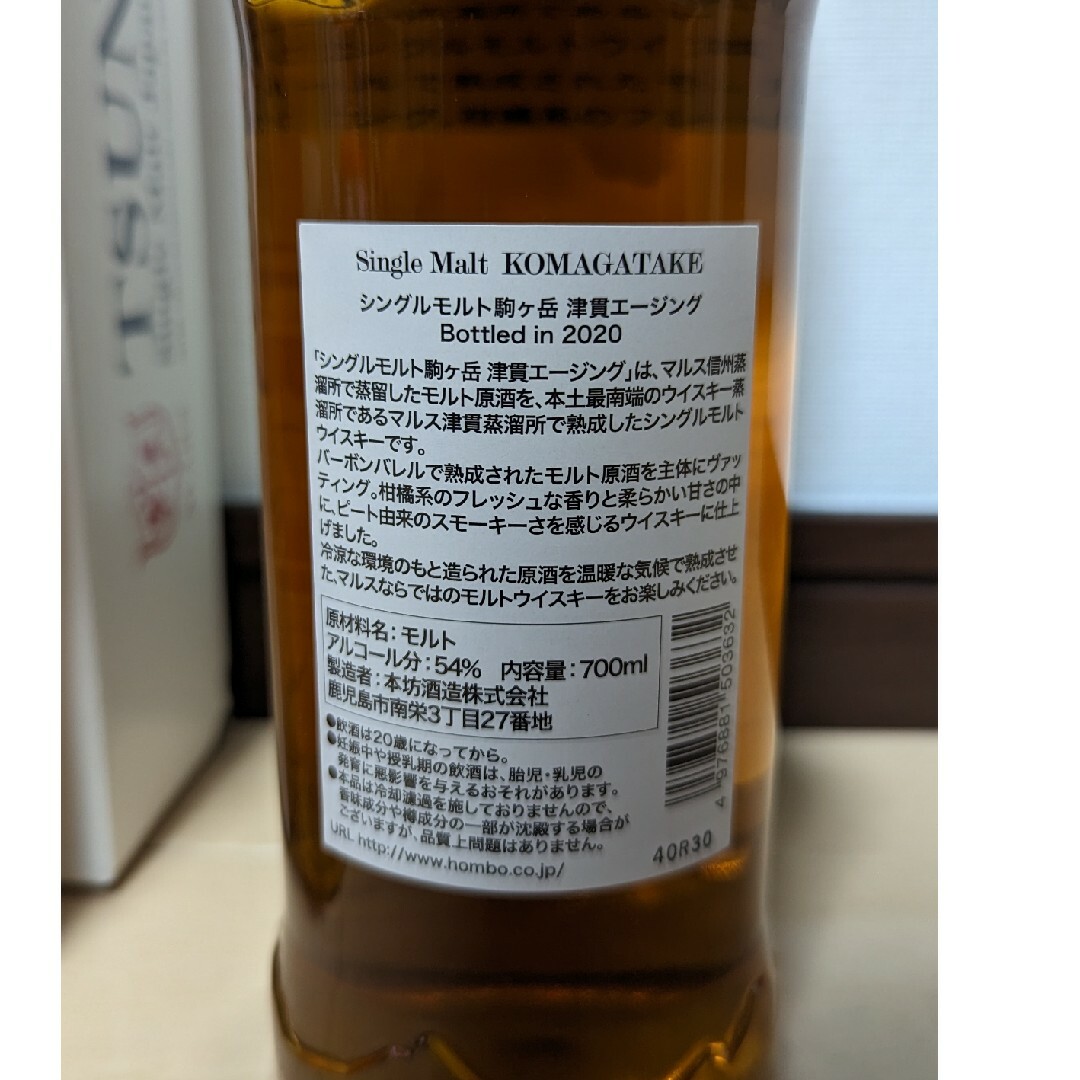 TSUN
Single Malt KOMAGATAKE
シングルモルト駒ヶ岳 津貫エージング
Bottled in 2020
「シングルモルト駒ヶ岳 津貫エージング」は、マルス信州蒸
溜所で蒸留したモルト原酒を、本土最南端のウイスキー蒸
溜所であるマルス津貫蒸溜所で熟成したシングルモルト
ウイスキーです。
バーボンバレルで熟成されたモルト原酒を主体にヴァッ
ティング。柑橘系のフレッシュな香りと柔らかい甘さの中
に、ピート由来のスモーキーさを感じるウイスキーに仕上
げました。
冷涼な環境のもと造られた原酒を温暖な気候で熟成させ
た、マルスならではのモルトウイスキーをお楽しみください。
原材料名：モルト
アルコール分：54% 内容量：700ml
製造者：本坊酒造株式会社
鹿児島市南栄3丁目27番地
●飲酒は20歳になってから。
●妊娠中や授乳期の飲酒は、胎児・乳児の
発育に悪影響を与えるおそれがあります。
●本品は冷却濾過を施しておりませんので、
香味成分や樽成分の一部が沈殿する場合が
ございますが、品質上問題はありません。
URL http://www.hombo.co.jp/
4 976881 503632
40R30